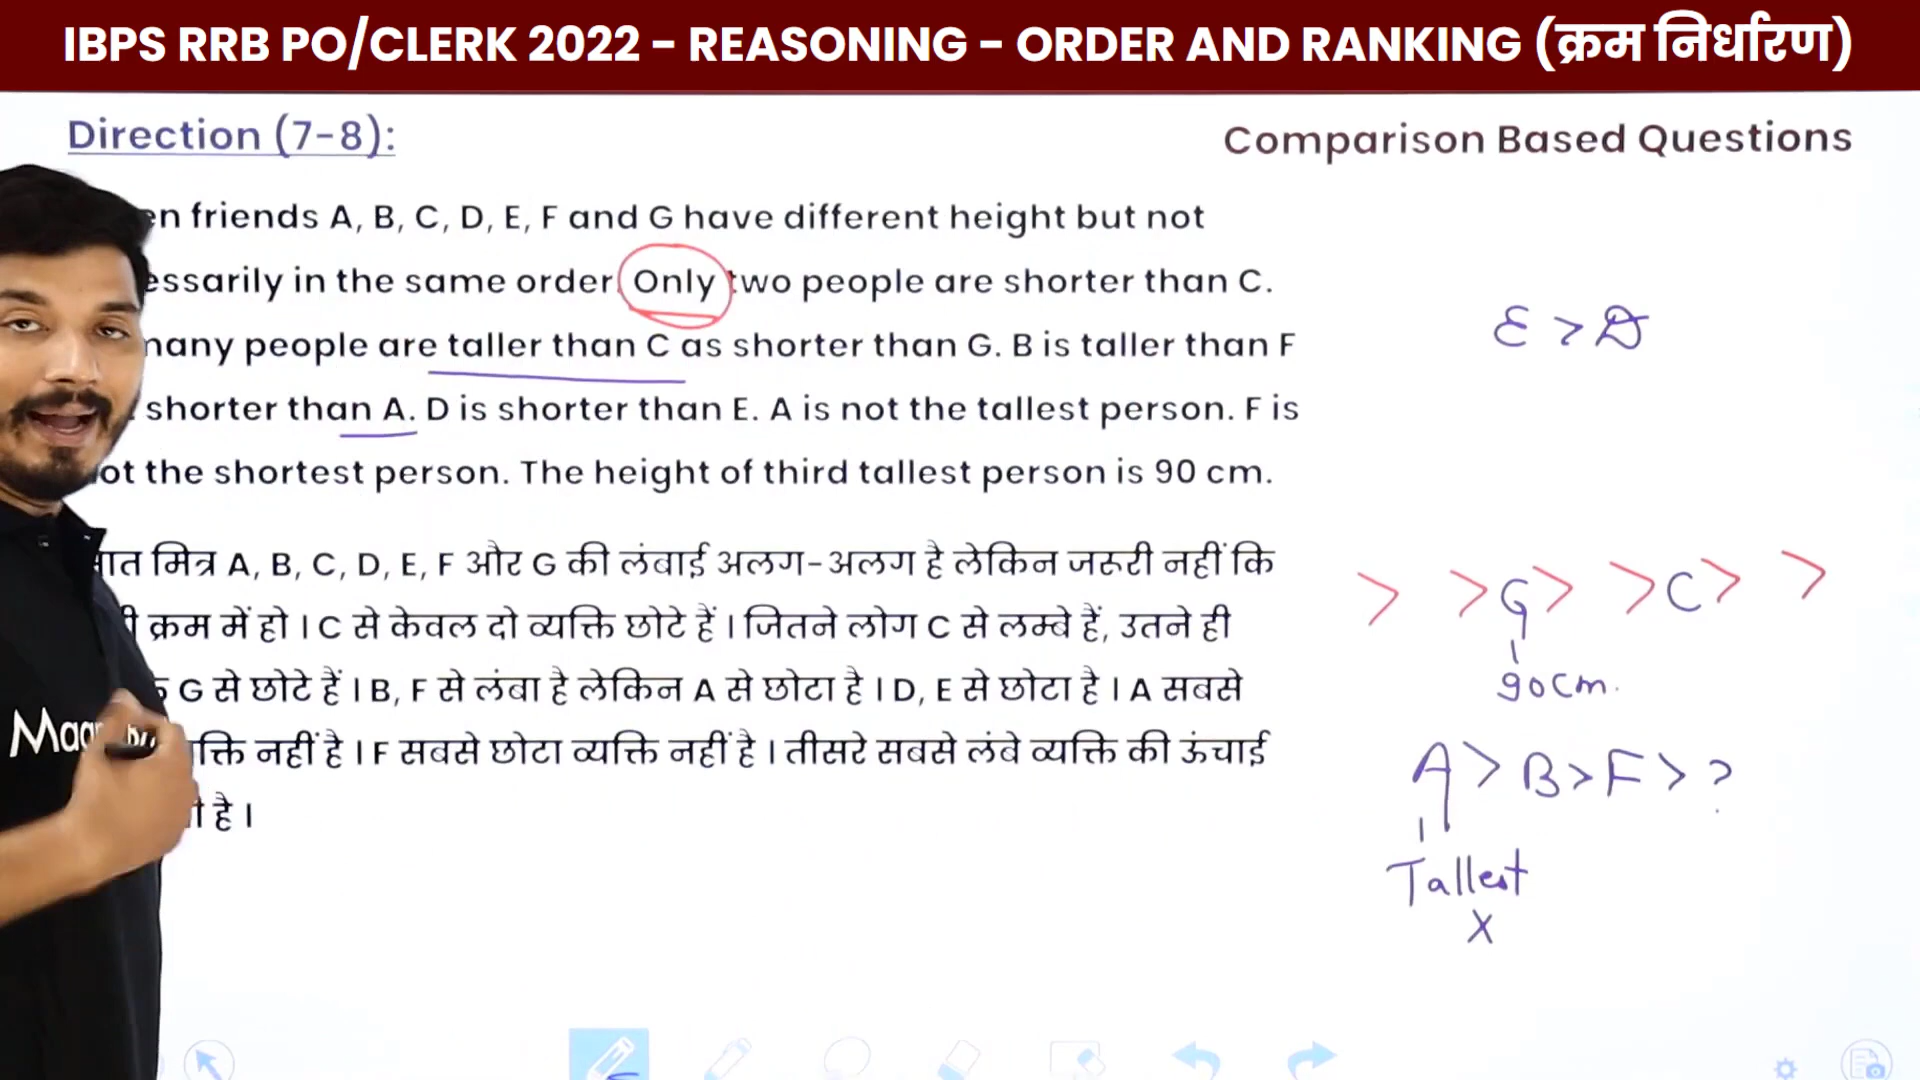 IBPS RRB PO/CLERK 2022 - REASONING - ORDER AND RANKING (क्रम निर्धारण)
Direction (7-8):
Comparison Based Questions
friends A, B, C, D, E, F and G have different height but not
in the same order. Only two people are shorter than C.
many people are taller than C as shorter than G. B is taller than F
shorter than A. D is shorter than E. A is not the tallest person. F is
the shortest person. The height of third tallest person is 90 cm.
मित्र A, B, C, D, E, F और G की लंबाई अलग-अलग है लेकिन जरूरी नहीं कि
क्रम में हो । C से केवल दो व्यक्ति छोटे हैं । जितने लोग C से लम्बे हैं, उतने ही
G से छोटे हैं । B, F से लंबा है लेकिन A से छोटा है । D, E से छोटा है । A सबसे
नहीं है । F सबसे छोटा व्यक्ति नहीं है । तीसरे सबसे लंबे व्यक्ति की ऊंचाई
है ।
E > D
> > G > > C > >
90cm.
A > B > F > ?
Tallest
X